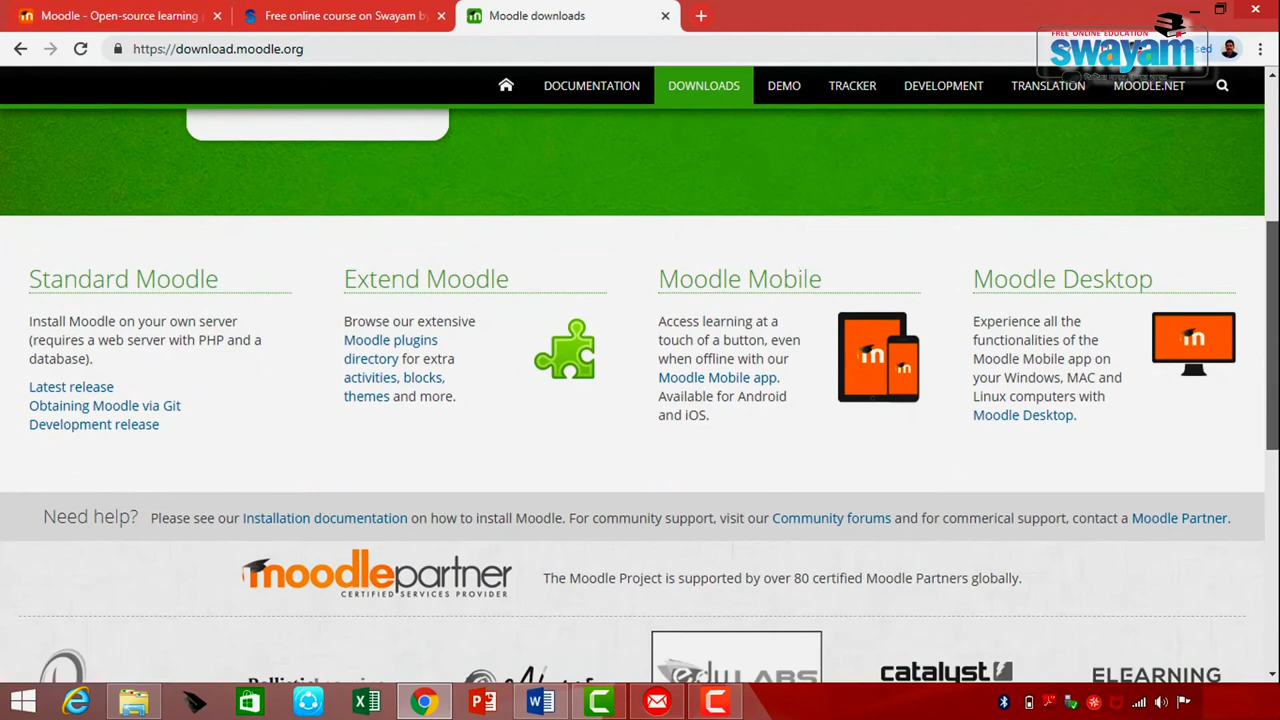 Moodle - Open-source learning
Free online course on Swayam by
Moodle downloads
https://download.moodle.org
FREE ONLINE EDUCATION
swayam
DOCUMENTATION
DOWNLOADS
DEMO
TRACKER
DEVELOPMENT
TRANSLATION
MOODLE.NET
Standard Moodle
Install Moodle on your own server
(requires a web server with PHP and a
database).
Latest release
Obtaining Moodle via Git
Development release
Extend Moodle
Browse our extensive
Moodle plugins
directory for extra
activities, blocks,
themes and more.
Moodle Mobile
Access learning at a
touch of a button, even
when offline with our
Moodle Mobile app.
Available for Android
and iOS.
Moodle Desktop
Experience all the
functionalities of the
Moodle Mobile app on
your Windows, MAC and
Linux computers with
Moodle Desktop.
Need help? Please see our Installation documentation on how to install Moodle. For community support, visit our Community forums and for commerical support, contact a Moodle Partner.
moodlepartner
CERTIFIED SERVICES PROVIDER
The Moodle Project is supported by over 80 certified Moodle Partners globally.
eduLABS
catalyst
ELEARNING